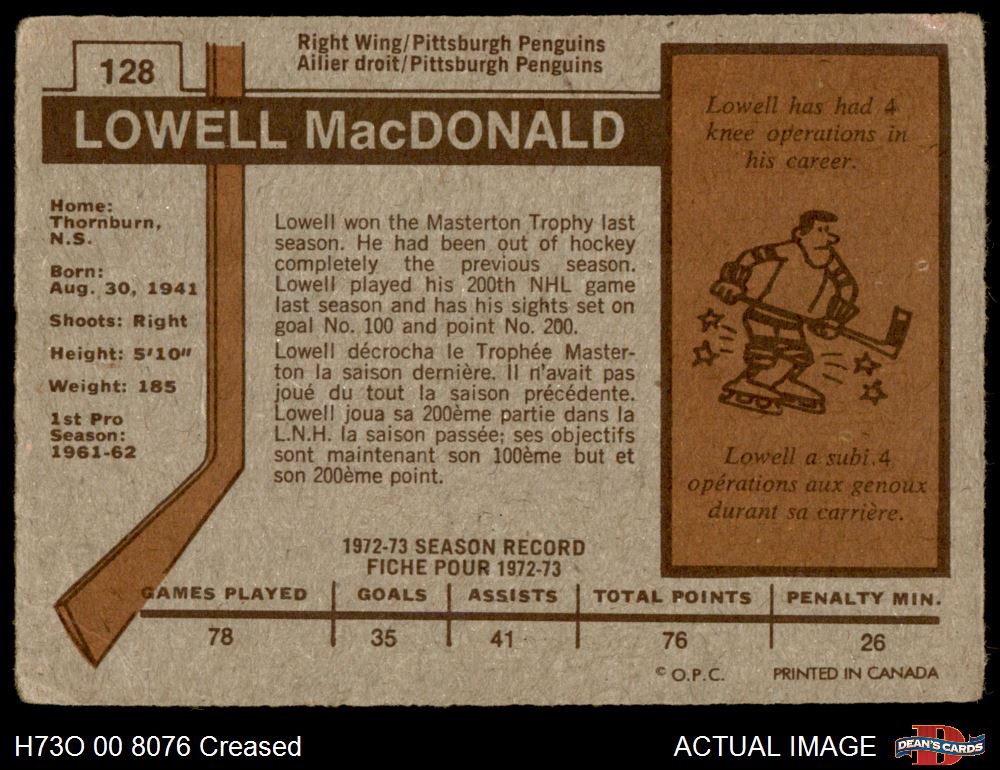 128
Right Wing/Pittsburgh Penguins
Ailier droit/Pittsburgh Penguins
LOWELL MacDONALD
Home:
Thornburn,
N.S.
Born:
Aug. 30, 1941
Shoots: Right
Height: 5'10"
Weight: 185
1st Pro
Season:
1961-62
Lowell won the Masterton Trophy last
season. He had been out of hockey
completely the previous season.
Lowell played his 200th NHL game
last season and has his sights set on
goal No. 100 and point No. 200.
Lowell décrocha le Trophée Master-
ton la saison dernière. Il n'avait pas
joué du tout la saison précédente.
Lowell joua sa 200ème partie dans la
L.N.H. la saison passée; ses objectifs
sont maintenant son 100ème but et
son 200ème point.
Lowell has had 4
knee operations in
his career.
Lowell a subi 4
opérations aux genoux
durant sa carrière.
1972-73 SEASON RECORD
FICHE POUR 1972-73
GAMES PLAYED GOALS ASSISTS TOTAL POINTS PENALTY MIN.
78 35 41 76 26
© O.P.C. PRINTED IN CANADA
H73O 00 8076 Creased
ACTUAL IMAGE
DEAN'S CARDS